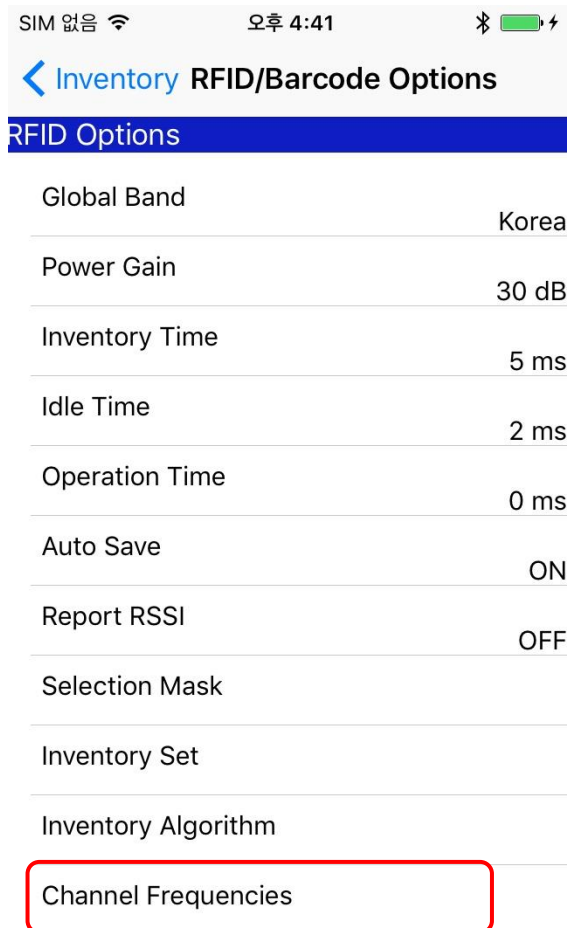 SIM 없음 오후 4:41
Inventory RFID/Barcode Options
RFID Options
Global Band
Korea
Power Gain
30 dB
Inventory Time
5 ms
Idle Time
2 ms
Operation Time
0 ms
Auto Save
ON
Report RSSI
OFF
Selection Mask
Inventory Set
Inventory Algorithm
Channel Frequencies